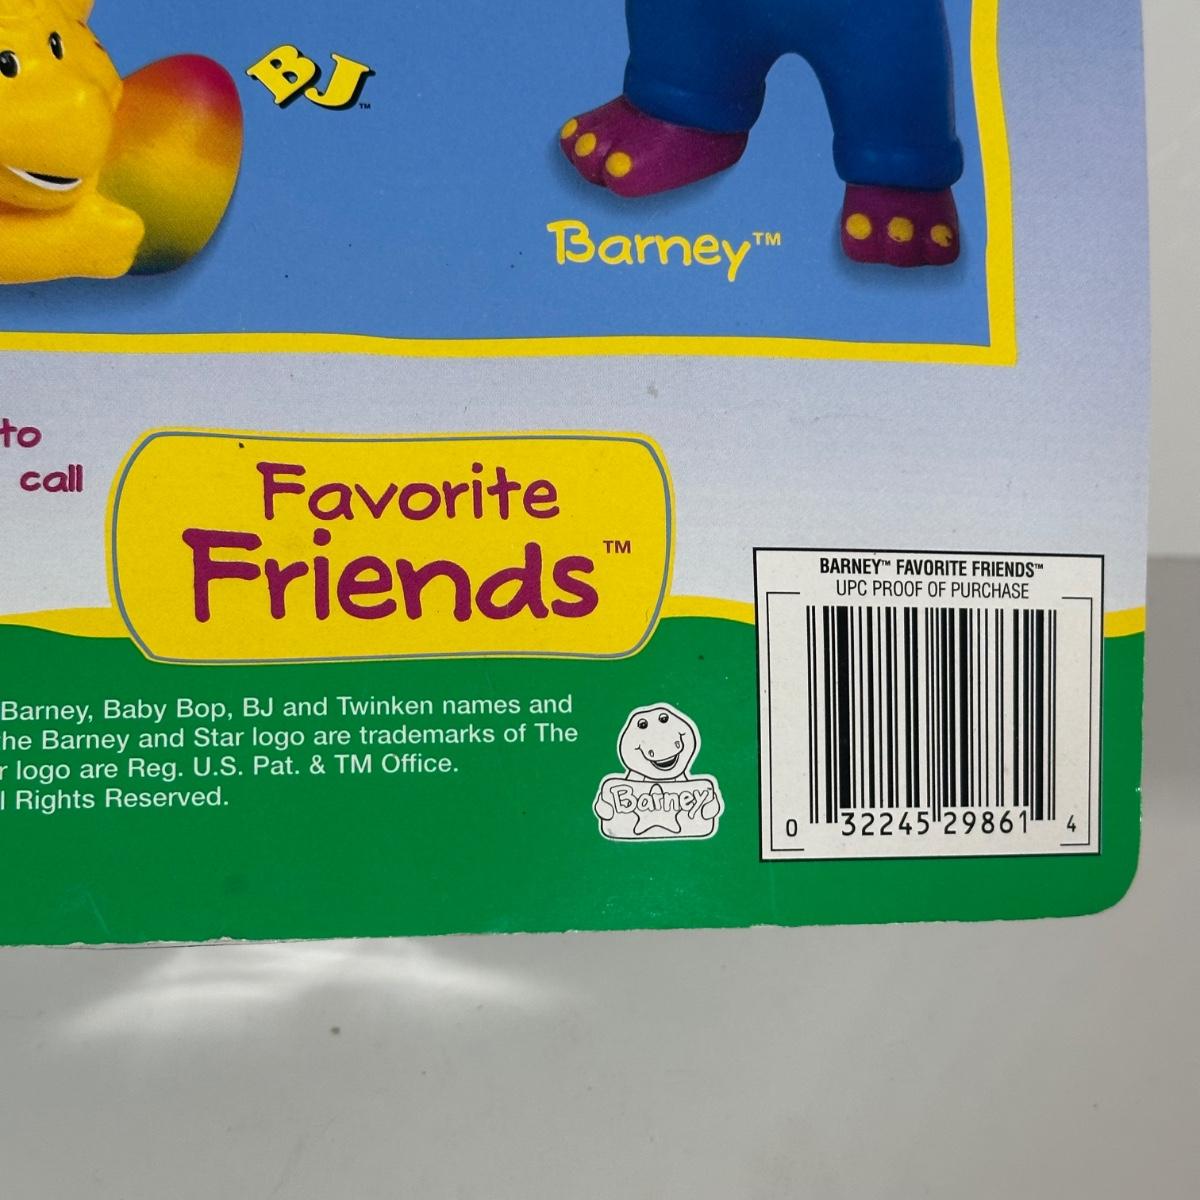 BJ™
Barney™
to
call
Favorite
Friends™
BARNEY™ FAVORITE FRIENDS™
UPC PROOF OF PURCHASE
0 32245 29861 4
Barney, Baby Bop, BJ and Twinken names and
the Barney and Star logo are trademarks of The
r logo are Reg. U.S. Pat. & TM Office.
l Rights Reserved.
Barney